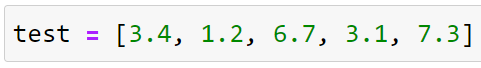 test = [3.4, 1.2, 6.7, 3.1, 7.3]